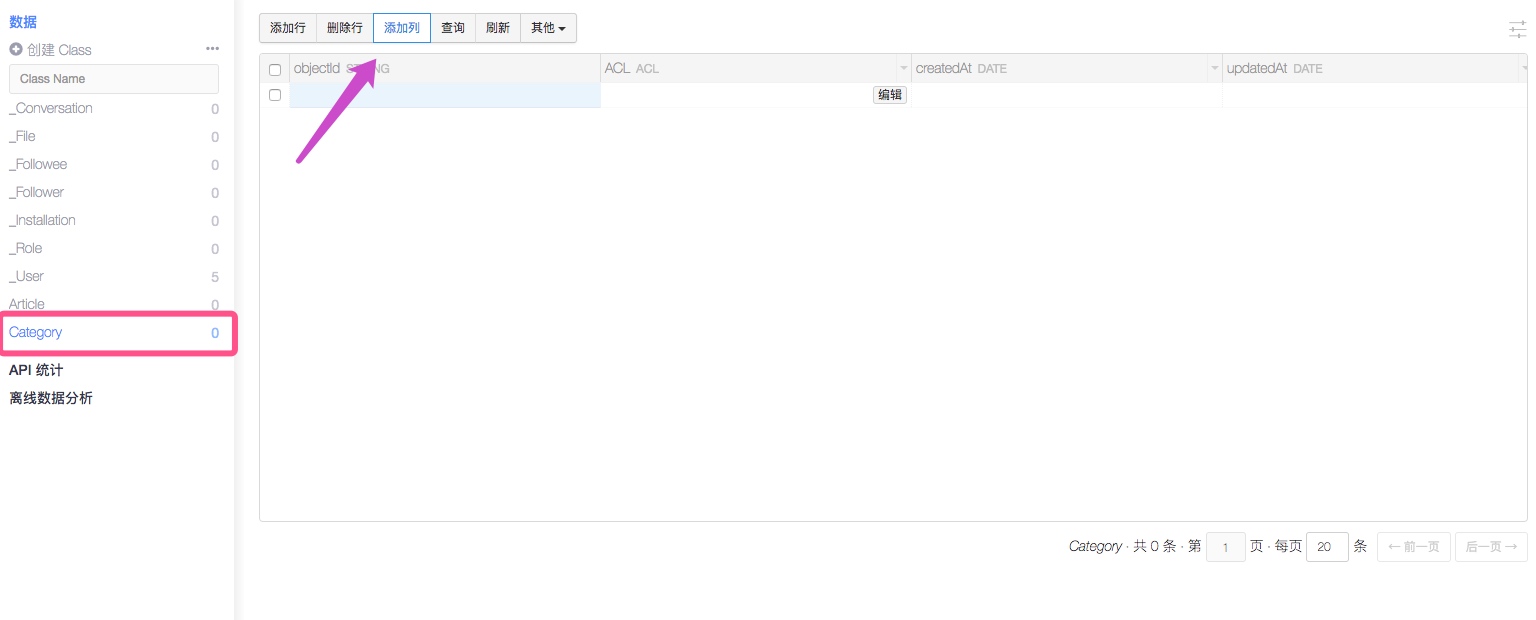 数据
创建 Class
Class Name
_Conversation 0
_File 0
_Followee 0
_Follower 0
_Installation 0
_Role 0
_User 5
Article 0
Category 0
API 统计
离线数据分析
添加行 删除行 添加列 查询 刷新 其他
objectId ACL ACL createdAt DATE updatedAt DATE
编辑
Category · 共 0 条 · 第 1 页 · 每页 20 条 ← 前一页 后一页 →